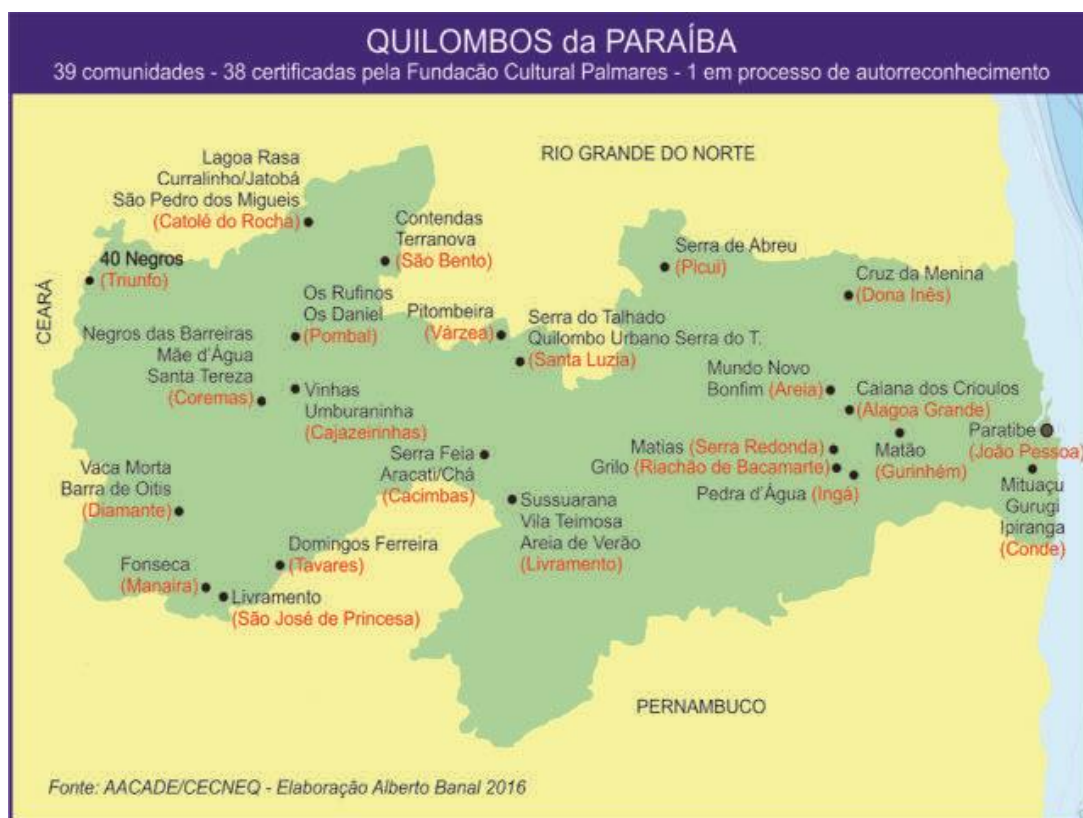 QUILOMBOS da PARAÍBA
39 comunidades - 38 certificadas pela Fundacão Cultural Palmares - 1 em processo de autorreconhecimento
RIO GRANDE DO NORTE
Lagoa Rasa
Curralinho/Jatobá
São Pedro dos Migueis
(Catolé do Rocha)
Contendas
Terranova
(São Bento)
Serra de Abreu
(Picui)
40 Negros
(Triunfo)
CEARÁ
Cruz da Menina
(Dona Inês)
Os Rufinos
Os Daniel
(Pombal)
Pitombeira
(Várzea)
Serra do Talhado
Quilombo Urbano Serra do T.
(Santa Luzia)
Negros das Barreiras
Mãe d'Água
Santa Tereza
(Coremas)
Mundo Novo
Bonfim (Areia)
Caiana dos Crioulos
(Alagoa Grande)
Vinhas
Umburaninha
(Cajazeirinhas)
Paratibe
(João Pessoa)
Matias (Serra Redonda)
Matão
(Gurinhém)
Serra Feia
Aracati/Chá
(Cacimbas)
Grilo (Riachão de Bacamarte)
Pedra d'Água (Ingá)
Mituaçu
Gurugi
Ipiranga
(Conde)
Vaca Morta
Barra de Oitis
(Diamante)
Sussuarana
Vila Teimosa
Areia de Verão
(Livramento)
Domingos Ferreira
(Tavares)
Fonseca
(Manaira)
Livramento
(São José de Princesa)
PERNAMBUCO
Fonte: AACADE/CECNEQ - Elaboração Alberto Banal 2016